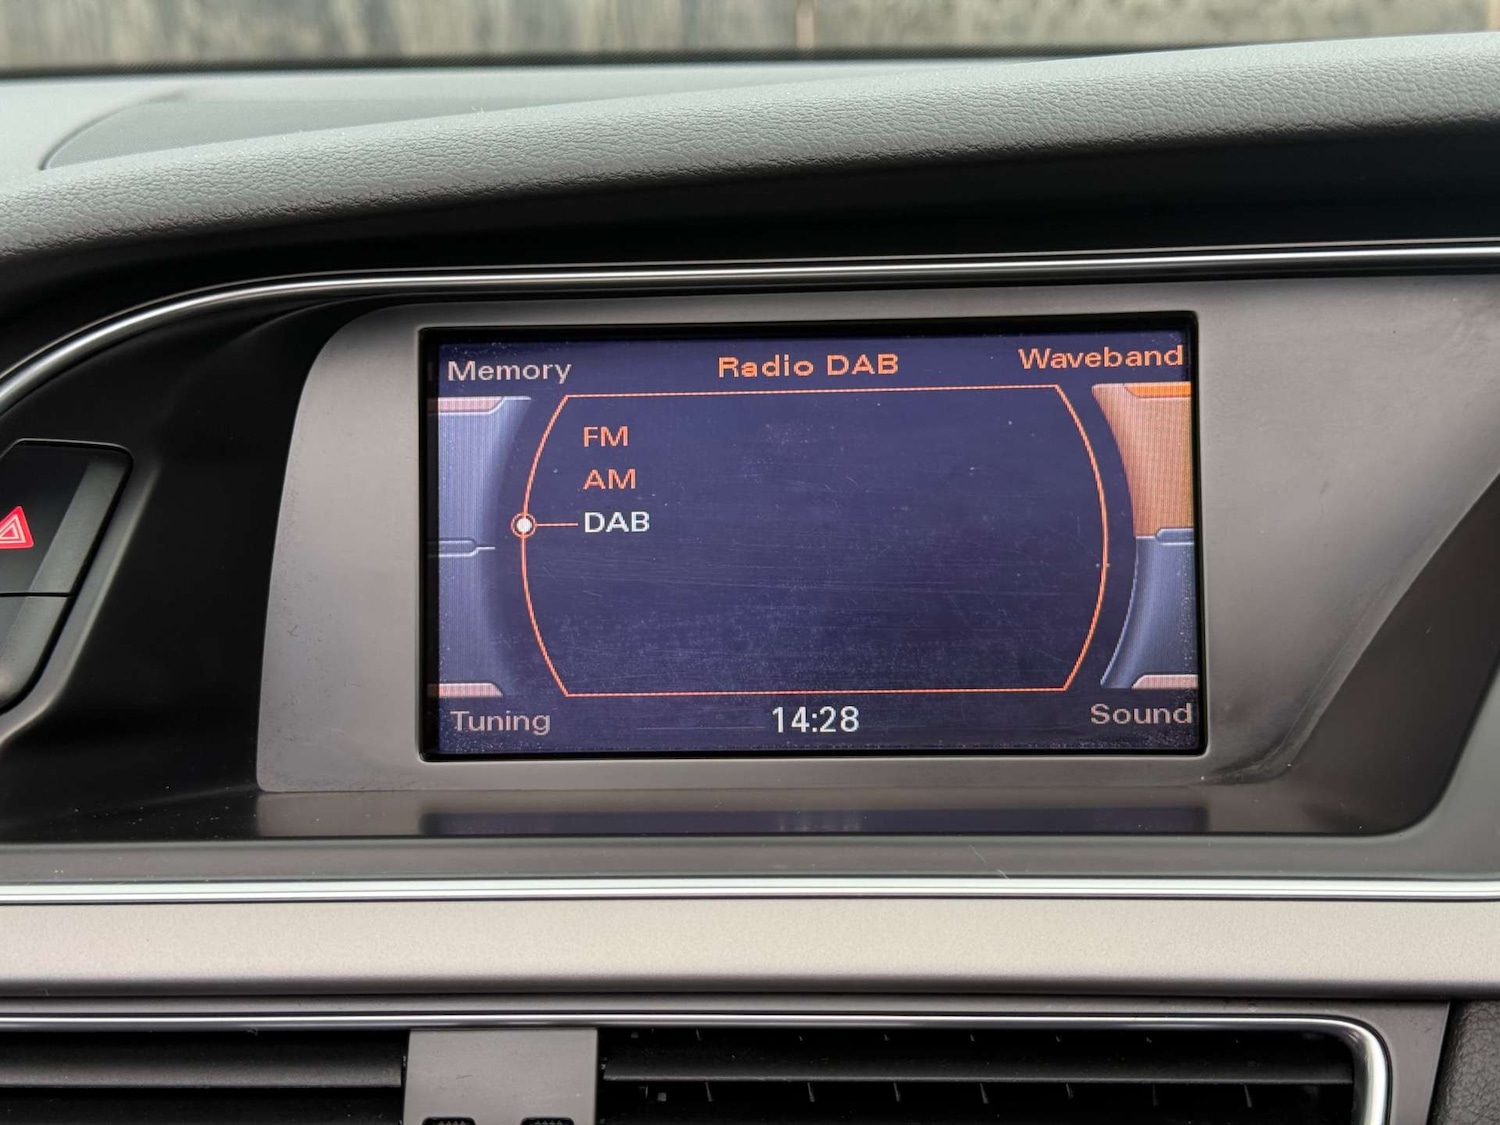 Memory
Radio DAB
Waveband
FM
AM
DAB
Tuning
14:28
Sound